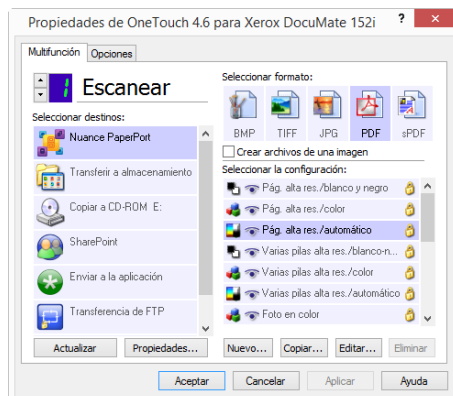 Propiedades de OneTouch 4.6 para Xerox DocuMate 152i ? ×
Multifunción Opciones
1 Escanear
Seleccionar destinos:
Nuance PaperPort
Transferir a almacenamiento
Copiar a CD-ROM E:
SharePoint
Enviar a la aplicación
Transferencia de FTP
Actualizar Propiedades...
Seleccionar formato:
BMP TIFF JPG PDF sPDF
Crear archivos de una imagen
Seleccionar la configuración:
Pág. alta res./blanco y negro
Pág. alta res./color
Pág. alta res./automático
Varias pilas alta res./blanco-n...
Varias pilas alta res./color
Varias pilas alta res./automático
Foto en color
Nuevo... Copiar... Editar... Eliminar
Aceptar Cancelar Aplicar Ayuda